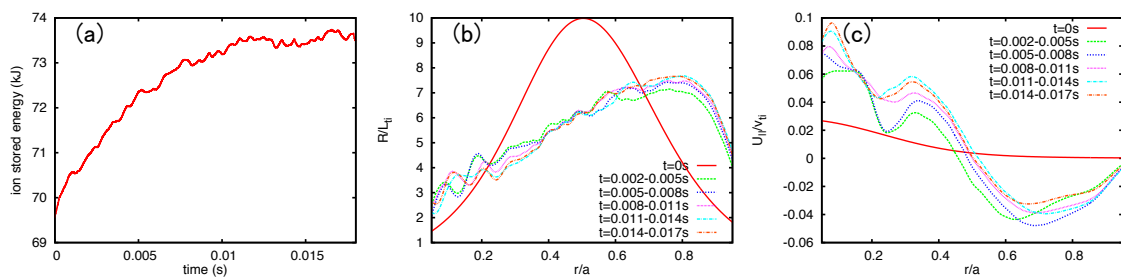 (a)
74
73
72
71
70
69
ion stored energy (kJ)
0
0.005
0.01
0.015
time (s)
(b)
10
9
8
7
6
5
4
3
2
1
R/Lti
0.2
0.4
0.6
0.8
r/a
t=0s
t=0.002-0.005s
t=0.005-0.008s
t=0.008-0.011s
t=0.011-0.014s
t=0.014-0.017s
(c)
0.1
0.08
0.06
0.04
0.02
0
-0.02
-0.04
-0.06
U||/vti
0.2
0.4
0.6
0.8
r/a
t=0s
t=0.002-0.005s
t=0.005-0.008s
t=0.008-0.011s
t=0.011-0.014s
t=0.014-0.017s